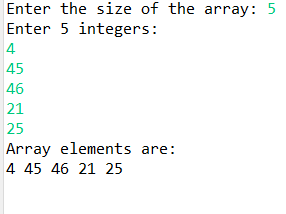 Enter the size of the array: 5
Enter 5 integers:
4
45
46
21
25
Array elements are:
4 45 46 21 25